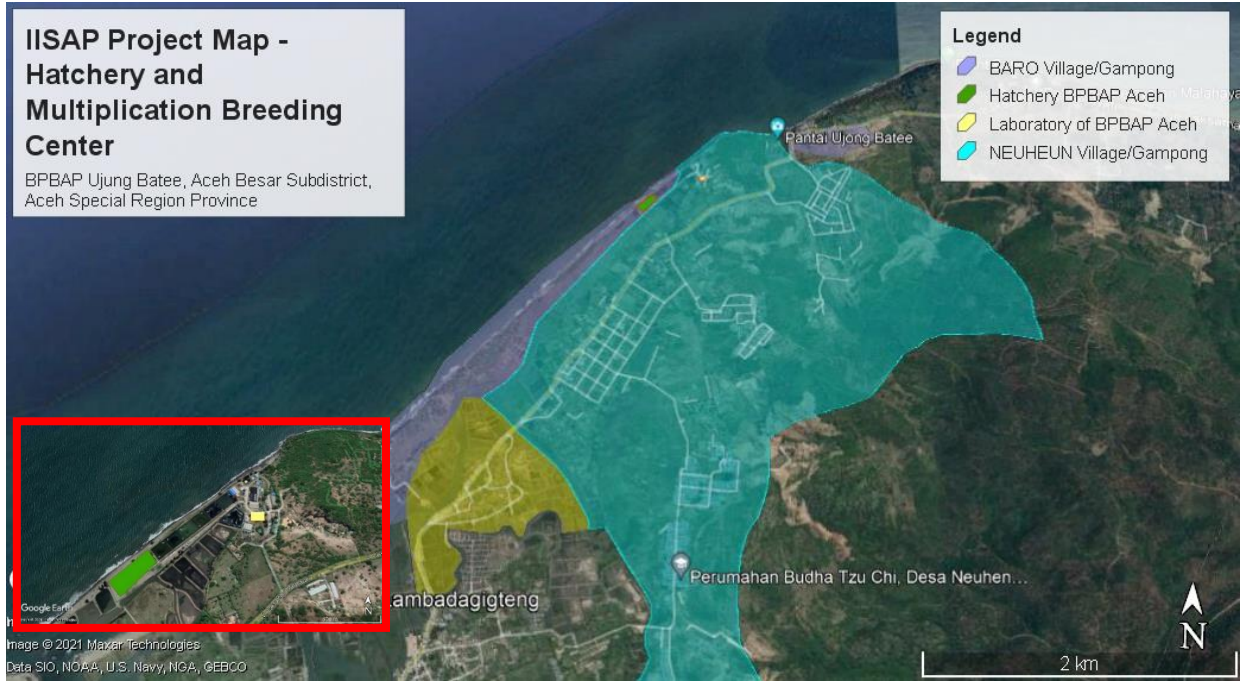 IISAP Project Map -
Hatchery and
Multiplication Breeding
Center
BPBAP Ujung Batee, Aceh Besar Subdistrict,
Aceh Special Region Province
Legend
BARO Village/Gampong
Hatchery BPBAP Aceh
Laboratory of BPBAP Aceh
NEUHEUN Village/Gampong
Pantai Ujong Batee
Perumahan Budha Tzu Chi, Desa Neuhen...
Google Earth
N
Image © 2021 Maxar Technologies
Data SIO, NOAA, U.S. Navy, NGA, GEBCO
N
2 km